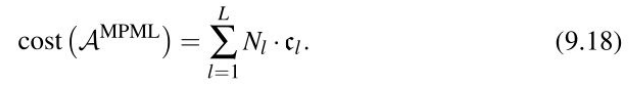 cost (𝒜^MPML) = ∑_{l=1}^{L} N_l · 𝔠_l. (9.18)